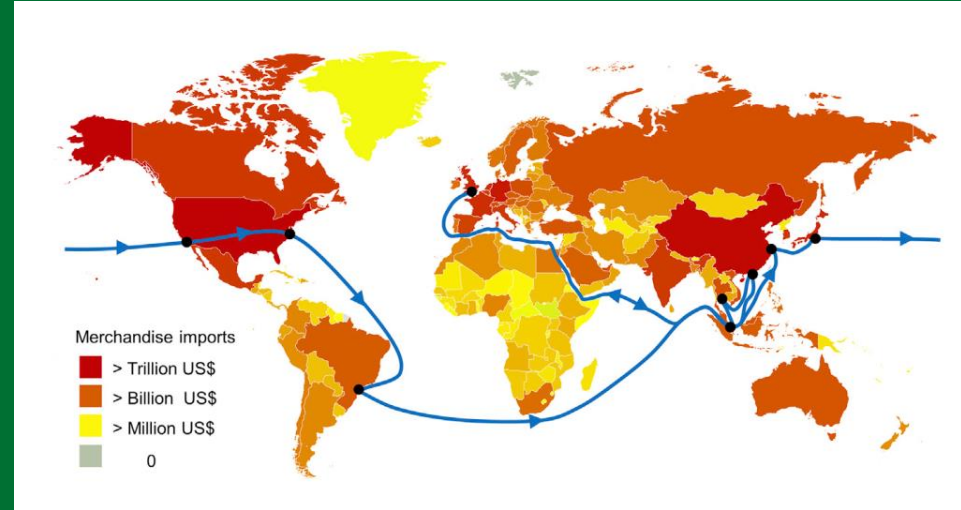 Merchandise imports
> Trillion US$
> Billion US$
> Million US$
0